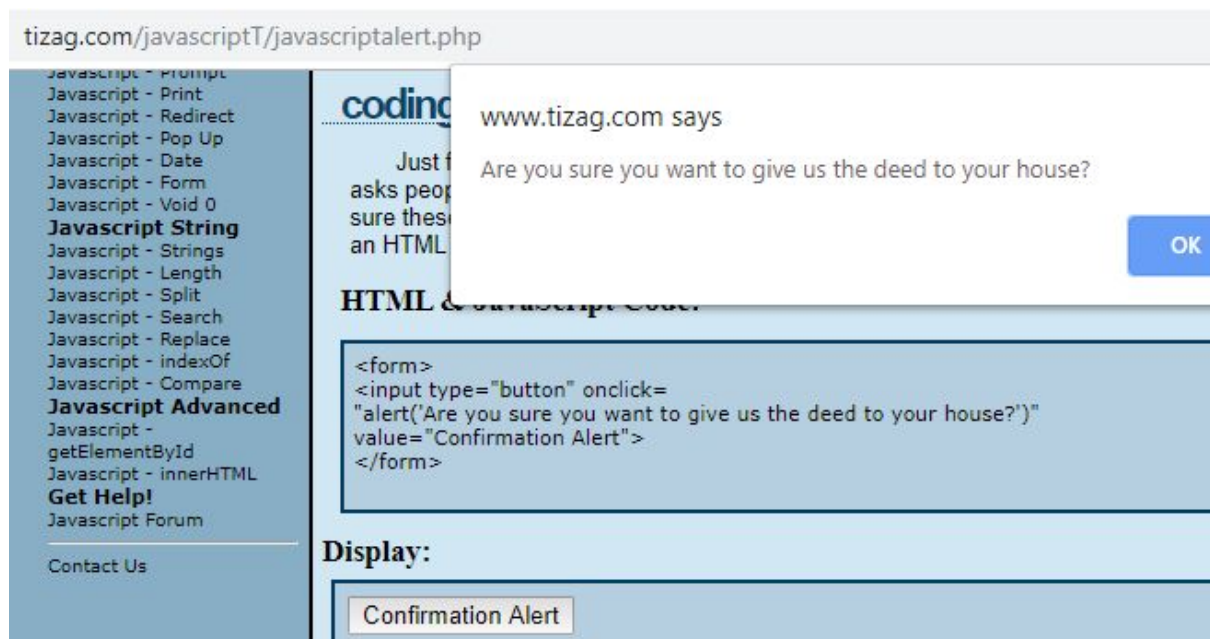 tizag.com/javascriptT/javascriptalert.php
Javascript - Prompt
Javascript - Print
Javascript - Redirect
Javascript - Pop Up
Javascript - Date
Javascript - Form
Javascript - Void 0
Javascript String
Javascript - Strings
Javascript - Length
Javascript - Split
Javascript - Search
Javascript - Replace
Javascript - indexOf
Javascript - Compare
Javascript Advanced
Javascript -
getElementById
Javascript - innerHTML
Get Help!
Javascript Forum
Contact Us
coding
Just
asks
sure these
an HTML
www.tizag.com says
Are you sure you want to give us the deed to your house?
OK
HTML & JavaScript Code:
<form>
<input type="button" onclick=
"alert('Are you sure you want to give us the deed to your house?')"
value="Confirmation Alert">
</form>
Display:
Confirmation Alert